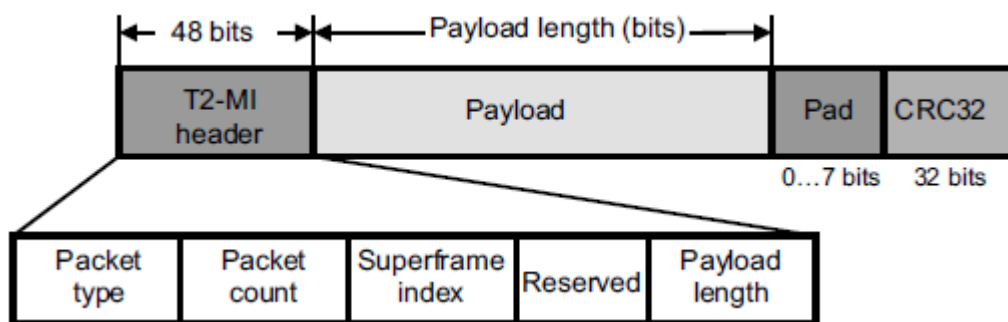 48 bits
Payload length (bits)
T2-MI
header
Payload
Pad
CRC32
0...7 bits
32 bits
Packet
type
Packet
count
Superframe
index
Reserved
Payload
length